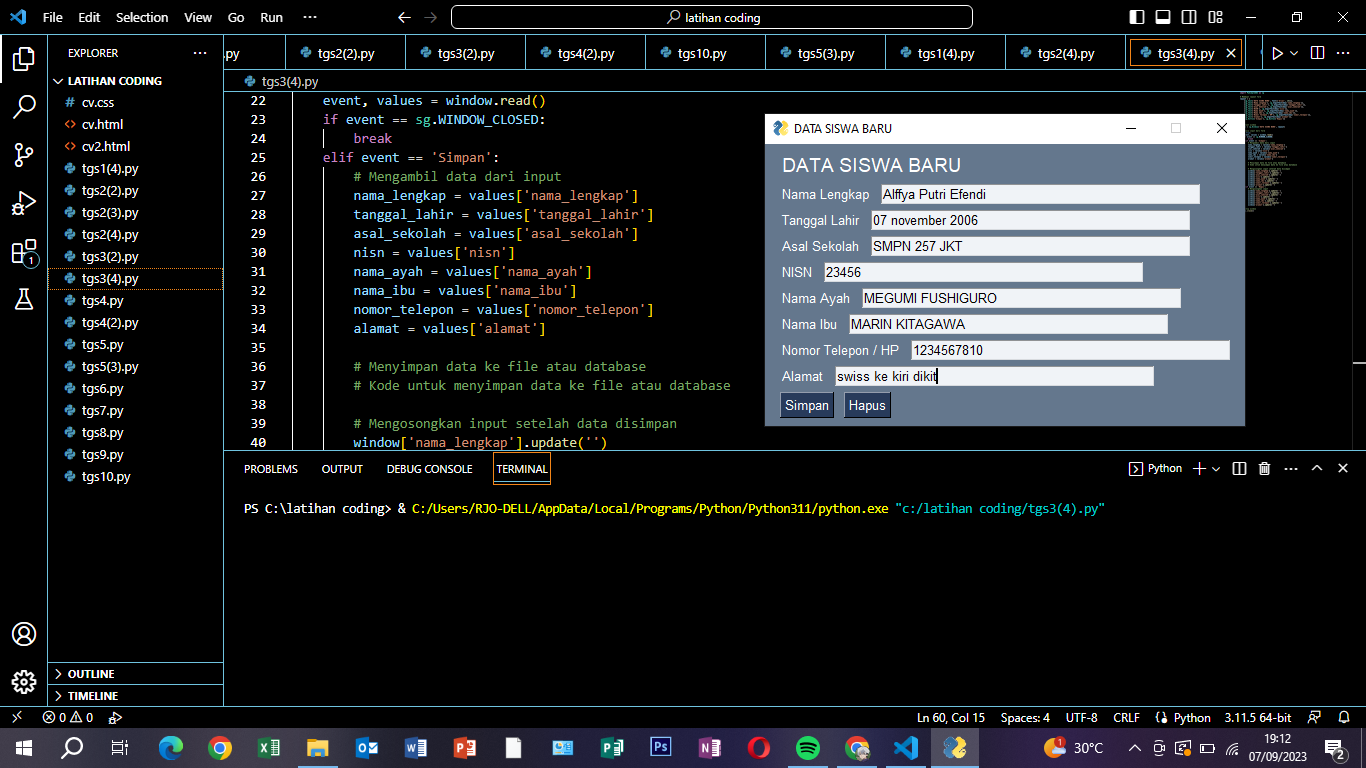 File Edit Selection View Go Run ··· latihan coding
EXPLORER ···
LATIHAN CODING
# cv.css
<> cv.html
<> cv2.html
tgs1(4).py
tgs2(2).py
tgs2(3).py
tgs2(4).py
tgs3(2).py
tgs3(4).py
tgs4.py
tgs4(2).py
tgs5.py
tgs5(3).py
tgs6.py
tgs7.py
tgs8.py
tgs9.py
tgs10.py
OUTLINE
TIMELINE
.py tgs2(2).py tgs3(2).py tgs4(2).py tgs10.py tgs5(3).py tgs1(4).py tgs2(4).py tgs3(4).py
tgs3(4).py
22 event, values = window.read()
23 if event == sg.WINDOW_CLOSED:
24 break
25 elif event == 'Simpan':
26 # Mengambil data dari input
27 nama_lengkap = values['nama_lengkap']
28 tanggal_lahir = values['tanggal_lahir']
29 asal_sekolah = values['asal_sekolah']
30 nisn = values['nisn']
31 nama_ayah = values['nama_ayah']
32 nama_ibu = values['nama_ibu']
33 nomor_telepon = values['nomor_telepon']
34 alamat = values['alamat']
35
36 # Menyimpan data ke file atau database
37 # Kode untuk menyimpan data ke file atau database
38
39 # Mengosongkan input setelah data disimpan
40 window['nama_lengkap'].update('')
DATA SISWA BARU
DATA SISWA BARU
Nama Lengkap Alffya Putri Efendi
Tanggal Lahir 07 november 2006
Asal Sekolah SMPN 257 JKT
NISN 23456
Nama Ayah MEGUMI FUSHIGURO
Nama Ibu MARIN KITAGAWA
Nomor Telepon / HP 1234567810
Alamat swiss ke kiri dikit
Simpan Hapus
PROBLEMS OUTPUT DEBUG CONSOLE TERMINAL Python
PS C:\latihan coding> & C:/Users/RJO-DELL/AppData/Local/Programs/Python/Python311/python.exe "c:/latihan coding/tgs3(4).py"
0 0 Ln 60, Col 15 Spaces: 4 UTF-8 CRLF Python 3.11.5 64-bit
30°C 19:12
07/09/2023